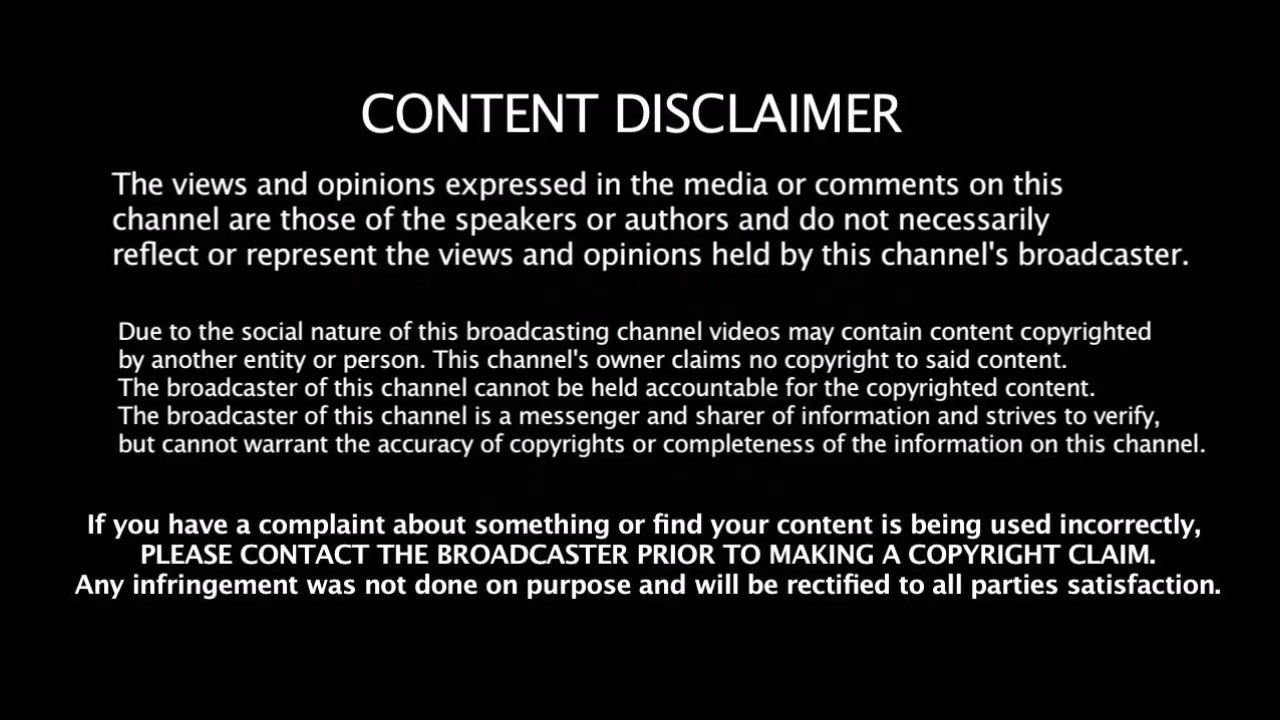 CONTENT DISCLAIMER
The views and opinions expressed in the media or comments on this
channel are those of the speakers or authors and do not necessarily
reflect or represent the views and opinions held by this channel's broadcaster.
Due to the social nature of this broadcasting channel videos may contain content copyrighted
by another entity or person. This channel's owner claims no copyright to said content.
The broadcaster of this channel cannot be held accountable for the copyrighted content.
The broadcaster of this channel is a messenger and sharer of information and strives to verify,
but cannot warrant the accuracy of copyrights or completeness of the information on this channel.
If you have a complaint about something or find your content is being used incorrectly,
PLEASE CONTACT THE BROADCASTER PRIOR TO MAKING A COPYRIGHT CLAIM.
Any infringement was not done on purpose and will be rectified to all parties satisfaction.